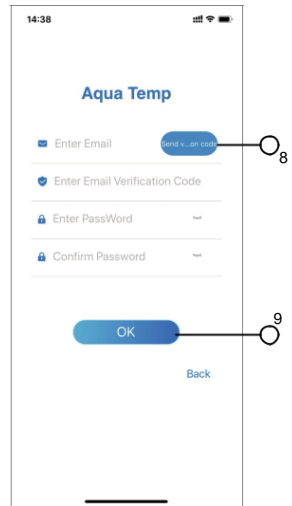 14:38
Aqua Temp
Enter Email
Send v...on code
8
Enter Email Verification Code
Enter PassWord
Confirm Password
9
OK
Back